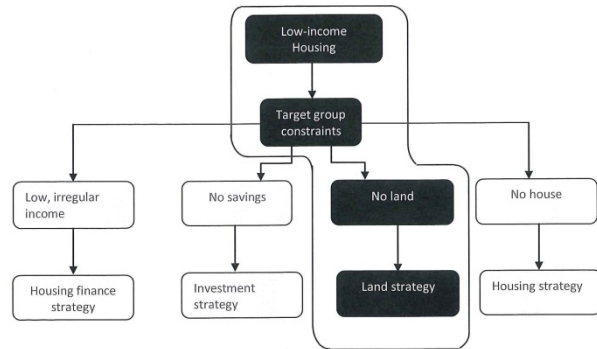 Low-income
Housing
Target group
constraints
Low, irregular
income
No savings
No land
No house
Housing finance
strategy
Investment
strategy
Land strategy
Housing strategy